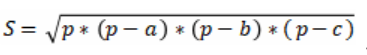 S = √p * (p − a) * (p − b) * (p − c)